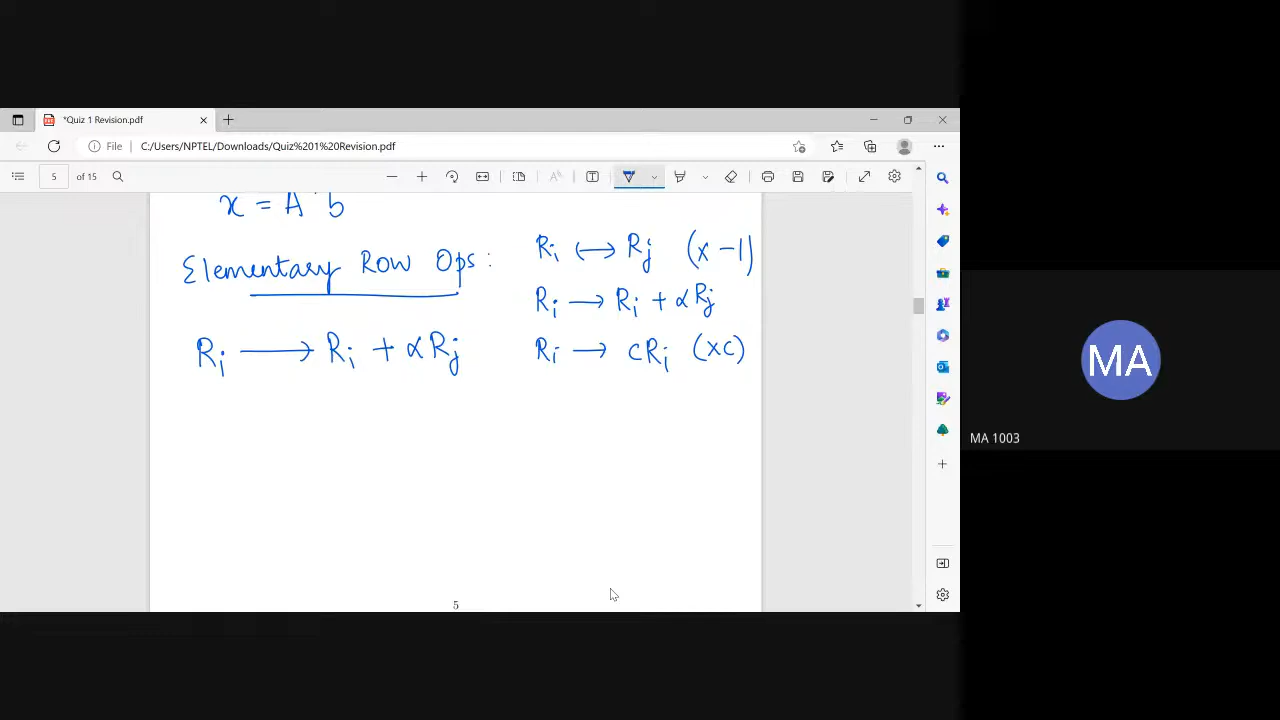 *Quiz 1 Revision.pdf
File C:/Users/NPTEL/Downloads/Quiz%201%20Revision.pdf
5 of 15
x = A⁻ b
Elementary Row Ops:
Ri ⟷ Rj (x -1)
Ri → Ri + αRj
Ri → cRi (xc)
Ri ⟶ Ri + αRj
5
MA
MA 1003